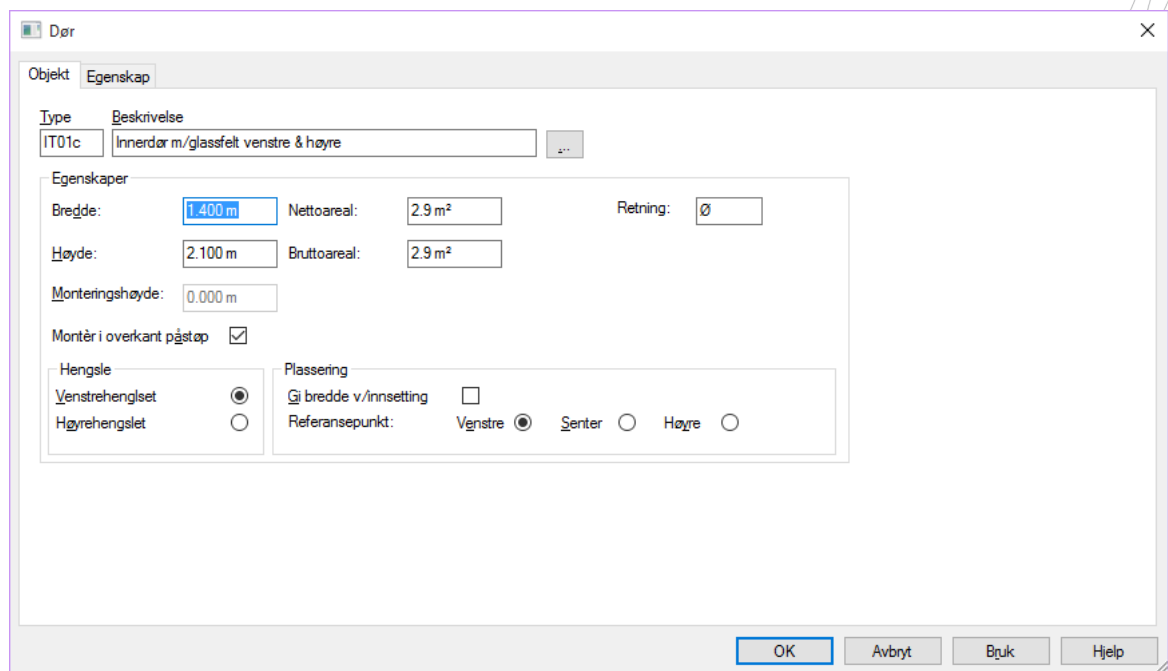 Dør
Objekt Egenskap
Type Beskrivelse
IT01c Innerdør m/glassfelt venstre & høyre ...
Egenskaper
Bredde: 1.400 m Nettoareal: 2.9 m² Retning: Ø
Høyde: 2.100 m Bruttoareal: 2.9 m²
Monteringshøyde: 0.000 m
Montèr i overkant påstøp
Hengsle Plassering
Venstrehenglset Gi bredde v/innsetting
Høyrehengslet Referansepunkt: Venstre Senter Høyre
OK Avbryt Bruk Hjelp